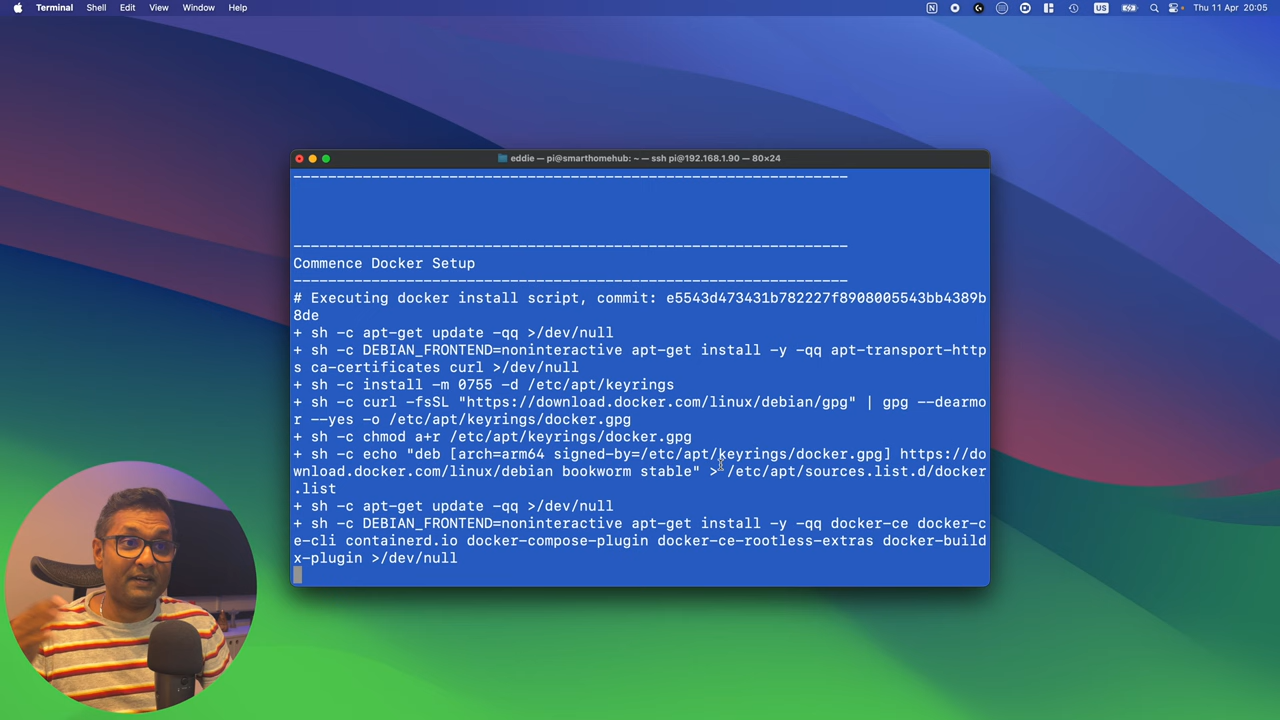 Terminal Shell Edit View Window Help
US Thu 11 Apr 20:05
eddie — pi@smarthomehub: ~ — ssh pi@192.168.1.90 — 80×24
----------------------------------------------------------------
----------------------------------------------------------------
Commence Docker Setup
----------------------------------------------------------------
# Executing docker install script, commit: e5543d473431b782227f8908005543bb4389b
8de
+ sh -c apt-get update -qq >/dev/null
+ sh -c DEBIAN_FRONTEND=noninteractive apt-get install -y -qq apt-transport-http
s ca-certificates curl >/dev/null
+ sh -c install -m 0755 -d /etc/apt/keyrings
+ sh -c curl -fsSL "https://download.docker.com/linux/debian/gpg" | gpg --dearmo
r --yes -o /etc/apt/keyrings/docker.gpg
+ sh -c chmod a+r /etc/apt/keyrings/docker.gpg
+ sh -c echo "deb [arch=arm64 signed-by=/etc/apt/keyrings/docker.gpg] https://do
wnload.docker.com/linux/debian bookworm stable" > /etc/apt/sources.list.d/docker
.list
+ sh -c apt-get update -qq >/dev/null
+ sh -c DEBIAN_FRONTEND=noninteractive apt-get install -y -qq docker-ce docker-c
e-cli containerd.io docker-compose-plugin docker-ce-rootless-extras docker-build
x-plugin >/dev/null